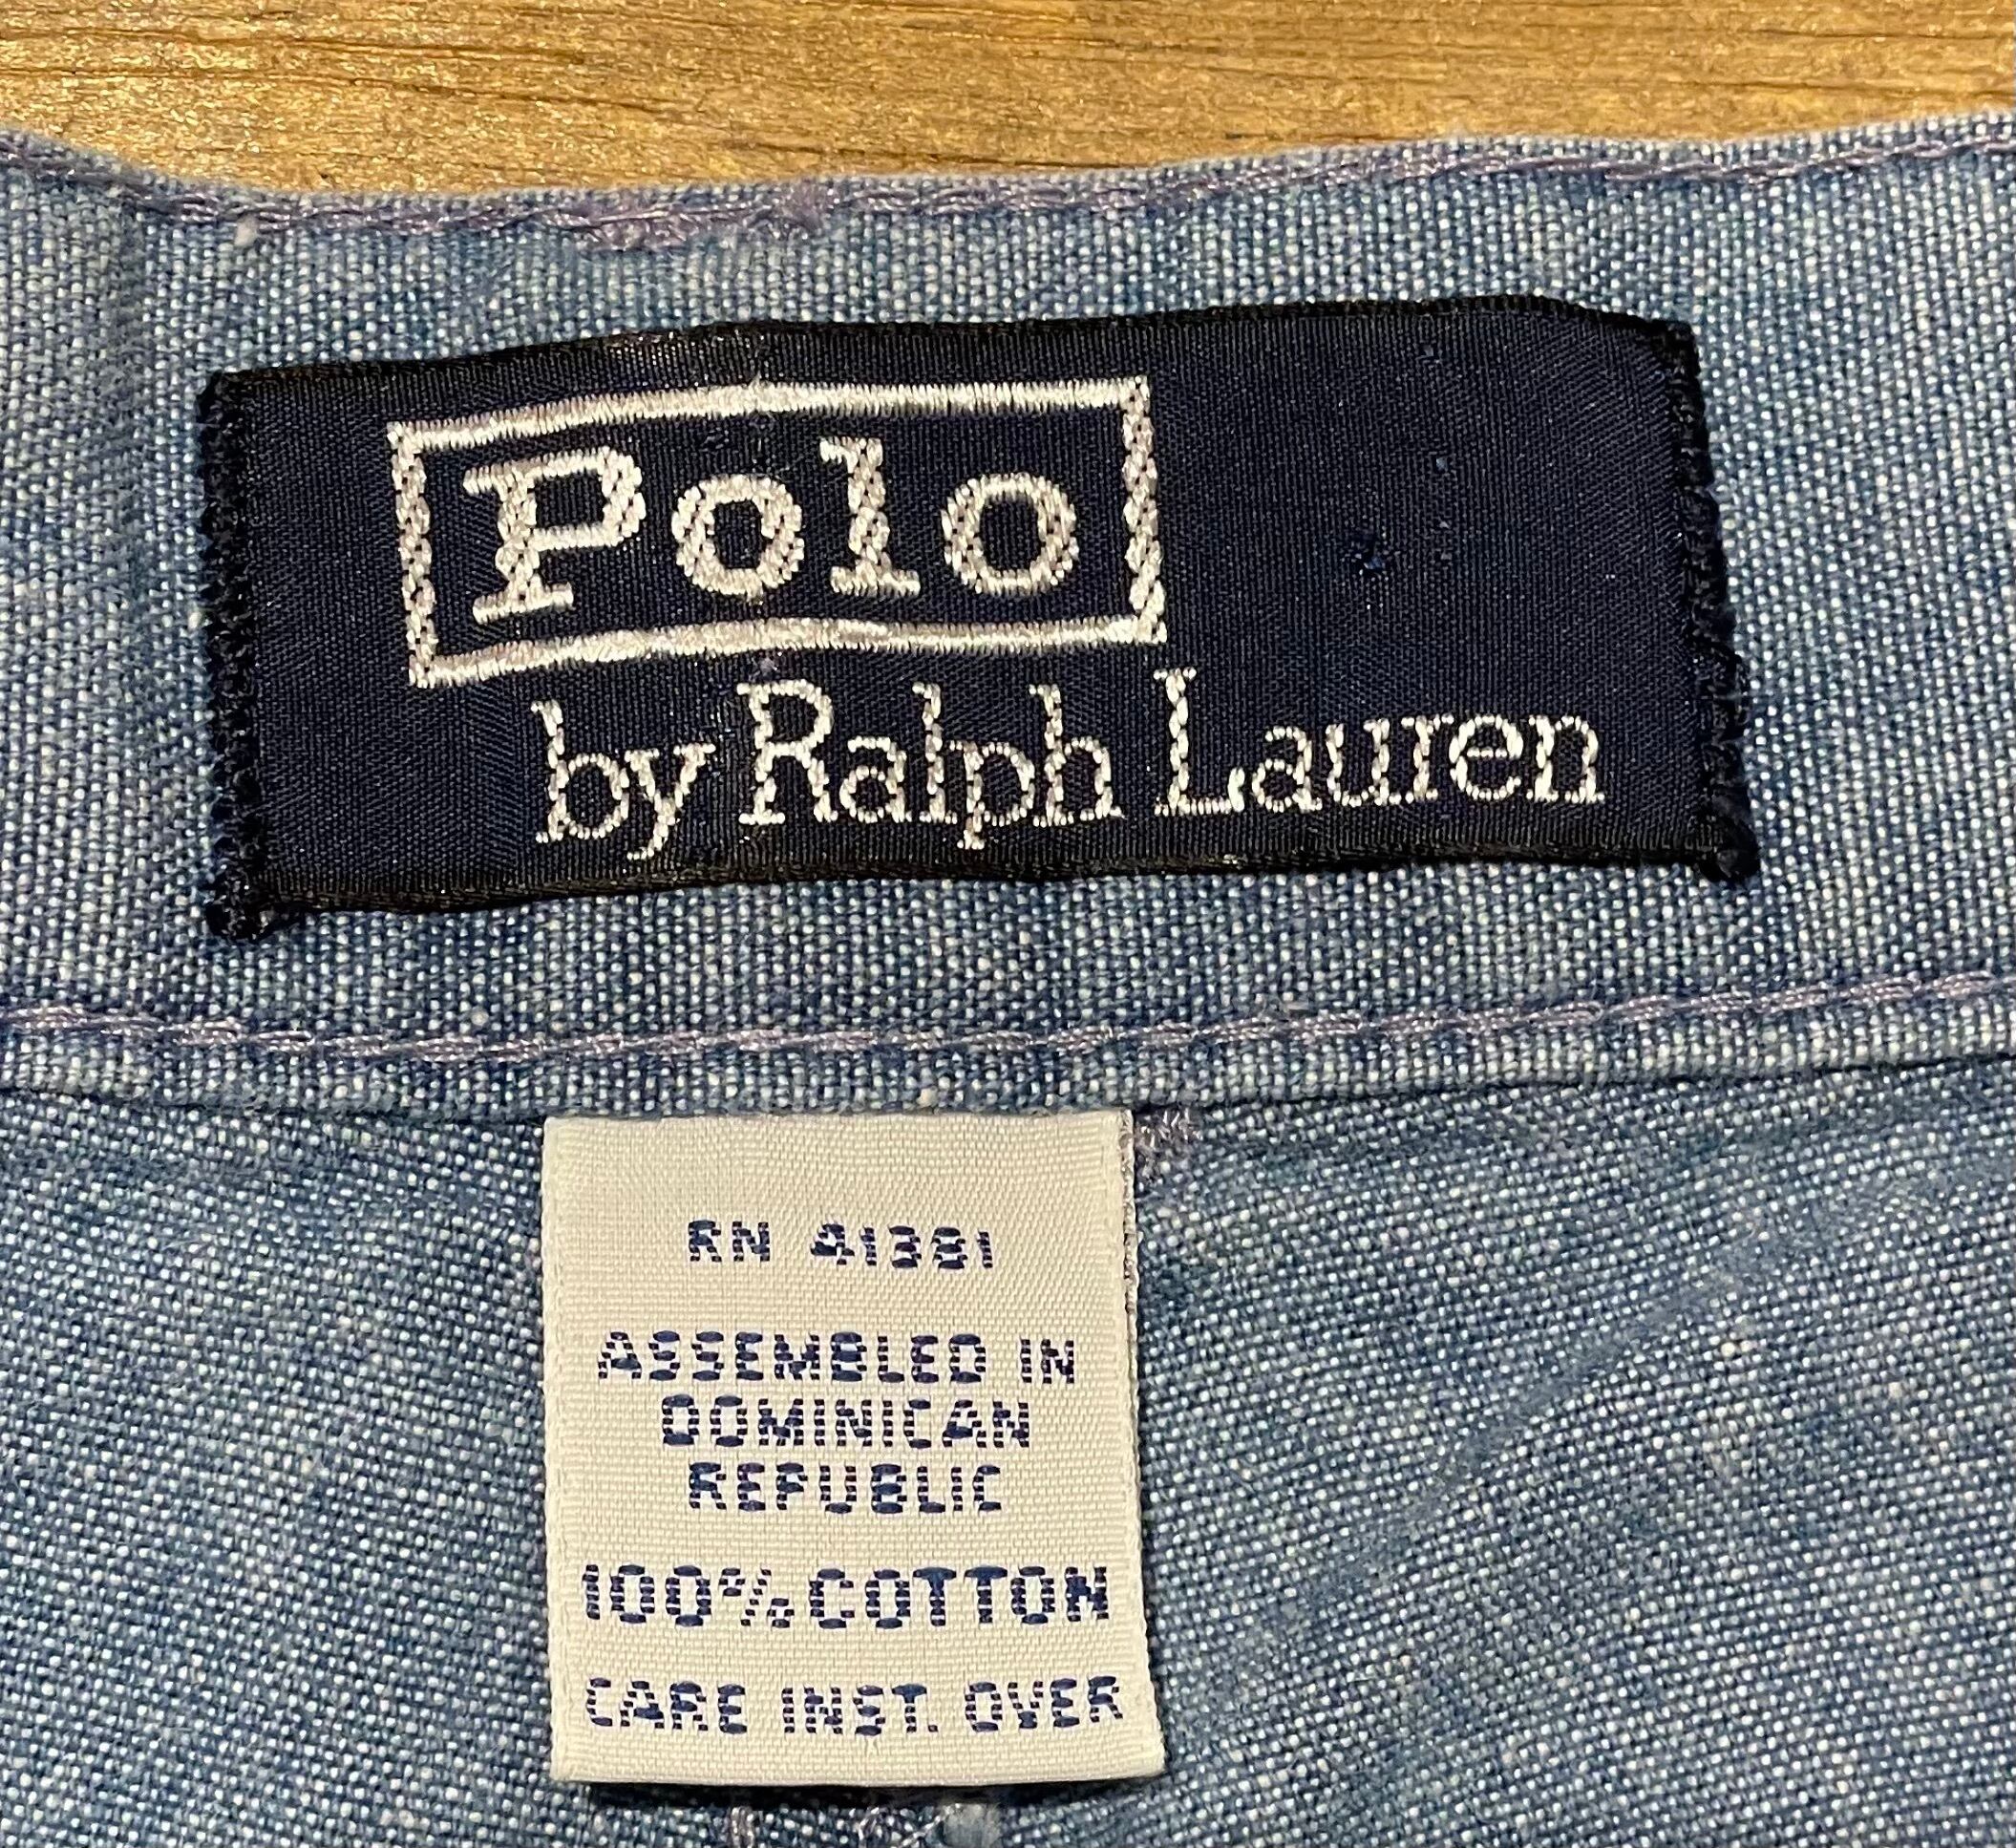 Polo
by Ralph Lauren
RN 41381
ASSEMBLED IN
DOMINICAN
REPUBLIC
100% COTTON
CARE INST. OVER